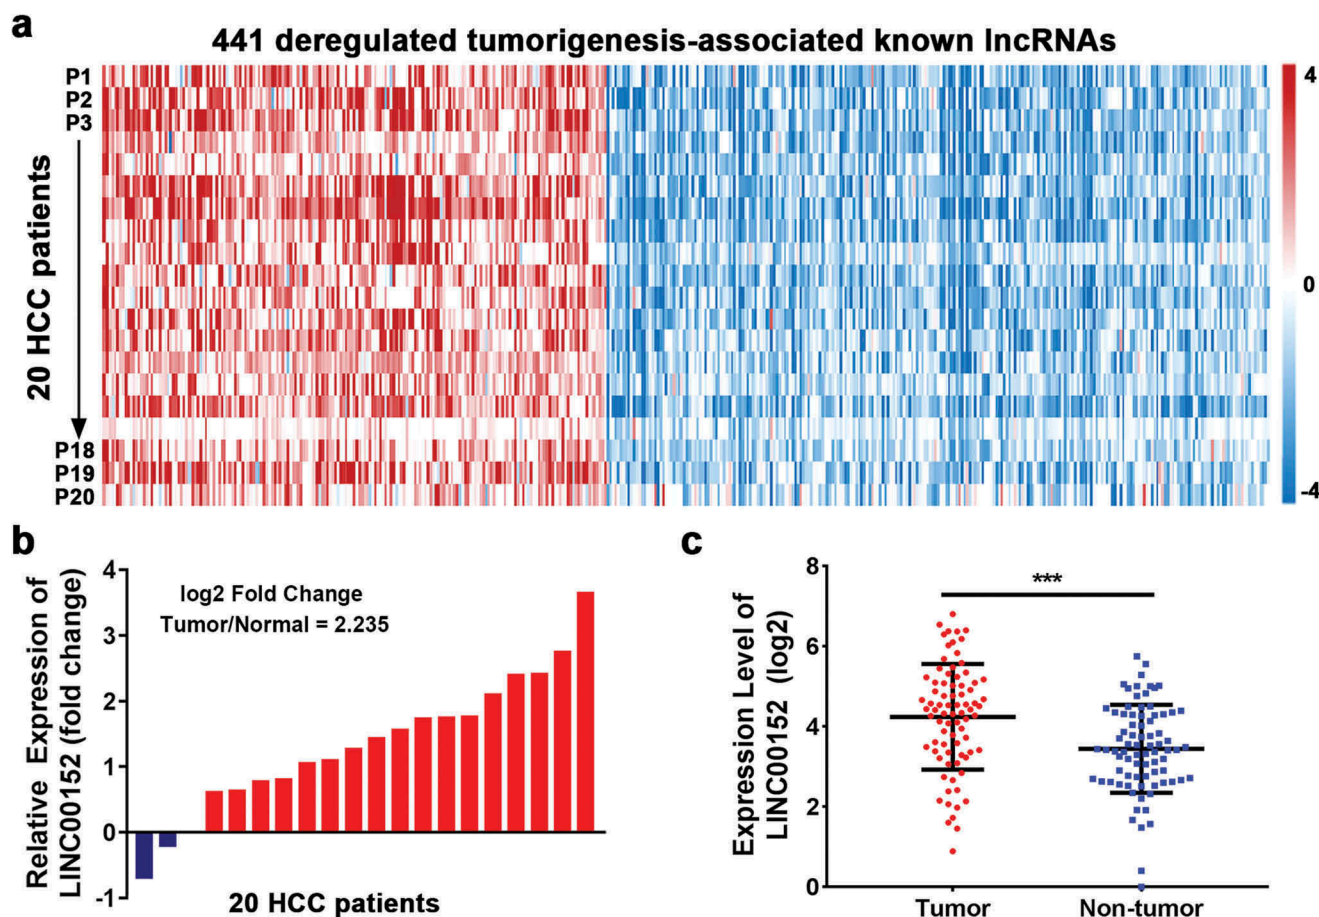 a
441 deregulated tumorigenesis-associated known lncRNAs
P1
P2
P3
20 HCC patients
P18
P19
P20
4
0
-4
b
Relative Expression of
LINC00152 (fold change)
4
3
2
1
0
-1
log2 Fold Change
Tumor/Normal = 2.235
20 HCC patients
c
Expression Level of
LINC00152 (log2)
8
6
4
2
0
***
Tumor
Non-tumor